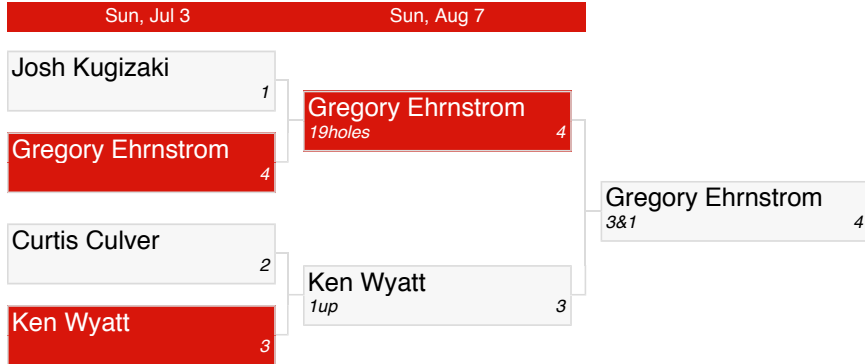 Sun, Jul 3
Sun, Aug 7
Josh Kugizaki
1
Gregory Ehrnstrom
4
Curtis Culver
2
Ken Wyatt
3
Gregory Ehrnstrom
19holes 4
Ken Wyatt
1up 3
Gregory Ehrnstrom
3&1 4